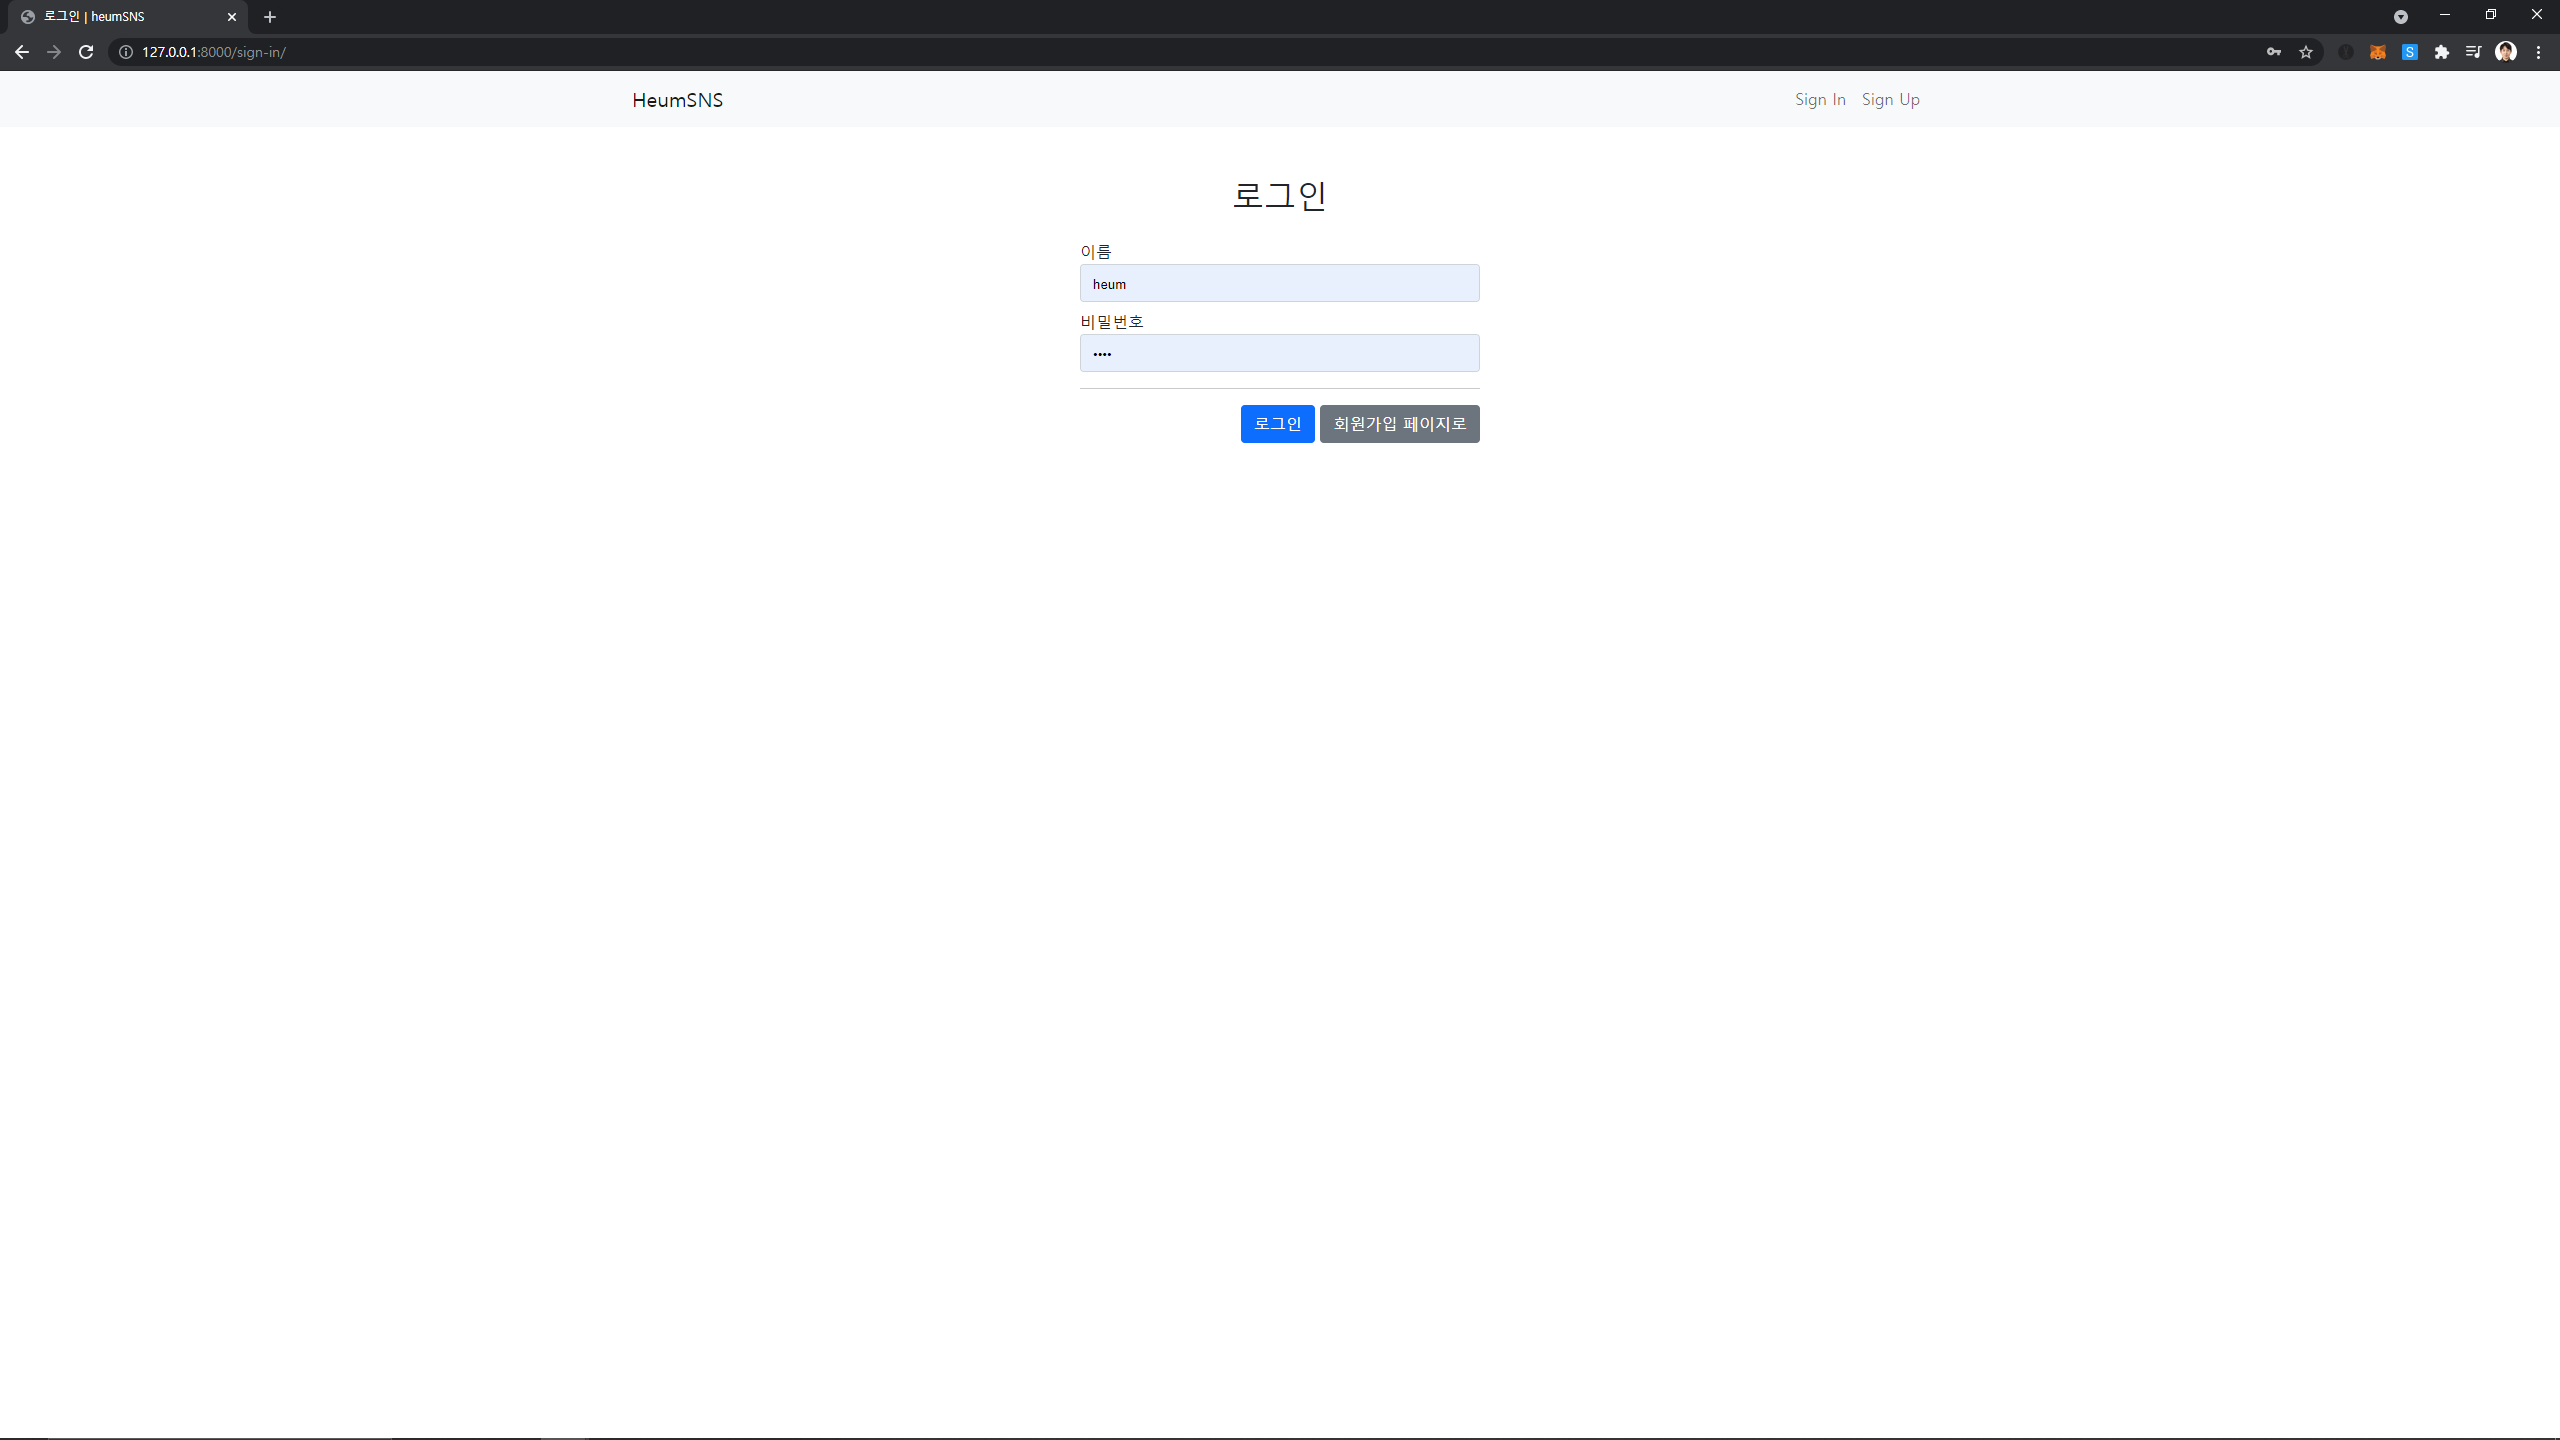 로그인 | heumSNS
127.0.0.1:8000/sign-in/
S
HeumSNS
Sign In Sign Up
로그인
이름
heum
비밀번호
••••
로그인 회원가입 페이지로